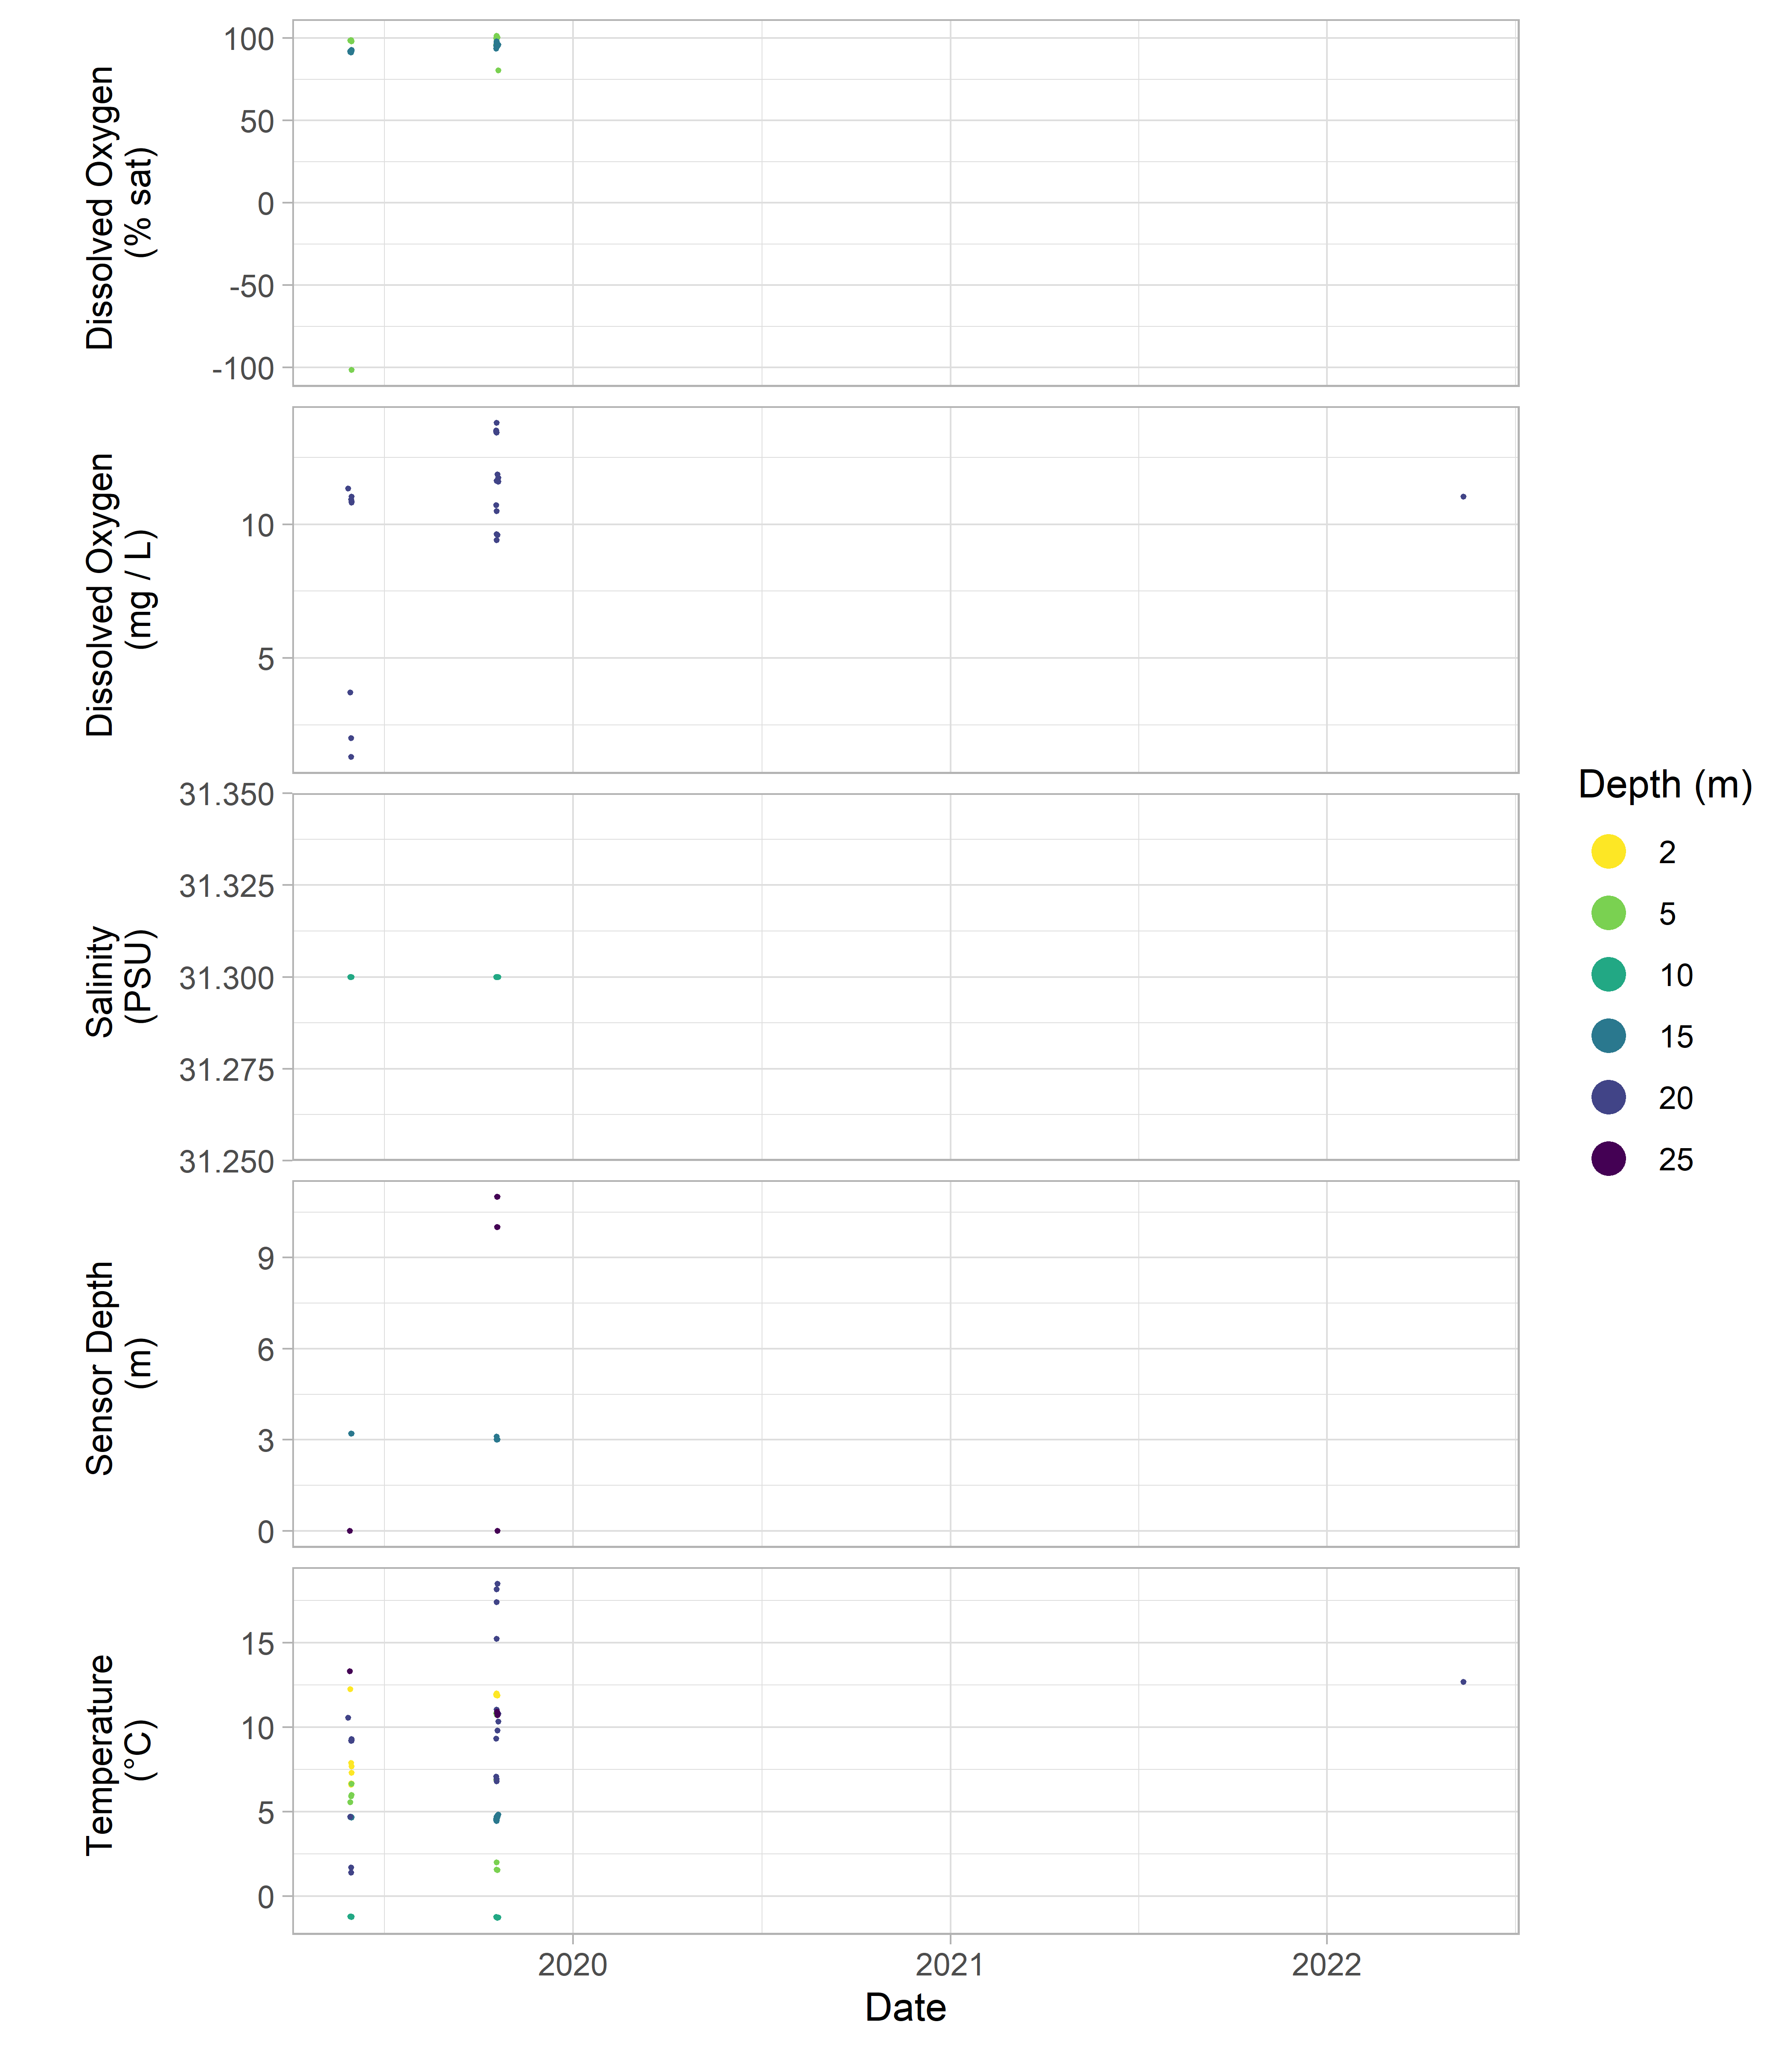 Dissolved Oxygen
(% sat)
100
50
0
-50
-100
Dissolved Oxygen
(mg / L)
10
5
Salinity
(PSU)
31.350
31.325
31.300
31.275
31.250
Sensor Depth
(m)
9
6
3
0
Temperature
(°C)
15
10
5
0
2020
2021
2022
Date
Depth (m)
2
5
10
15
20
25